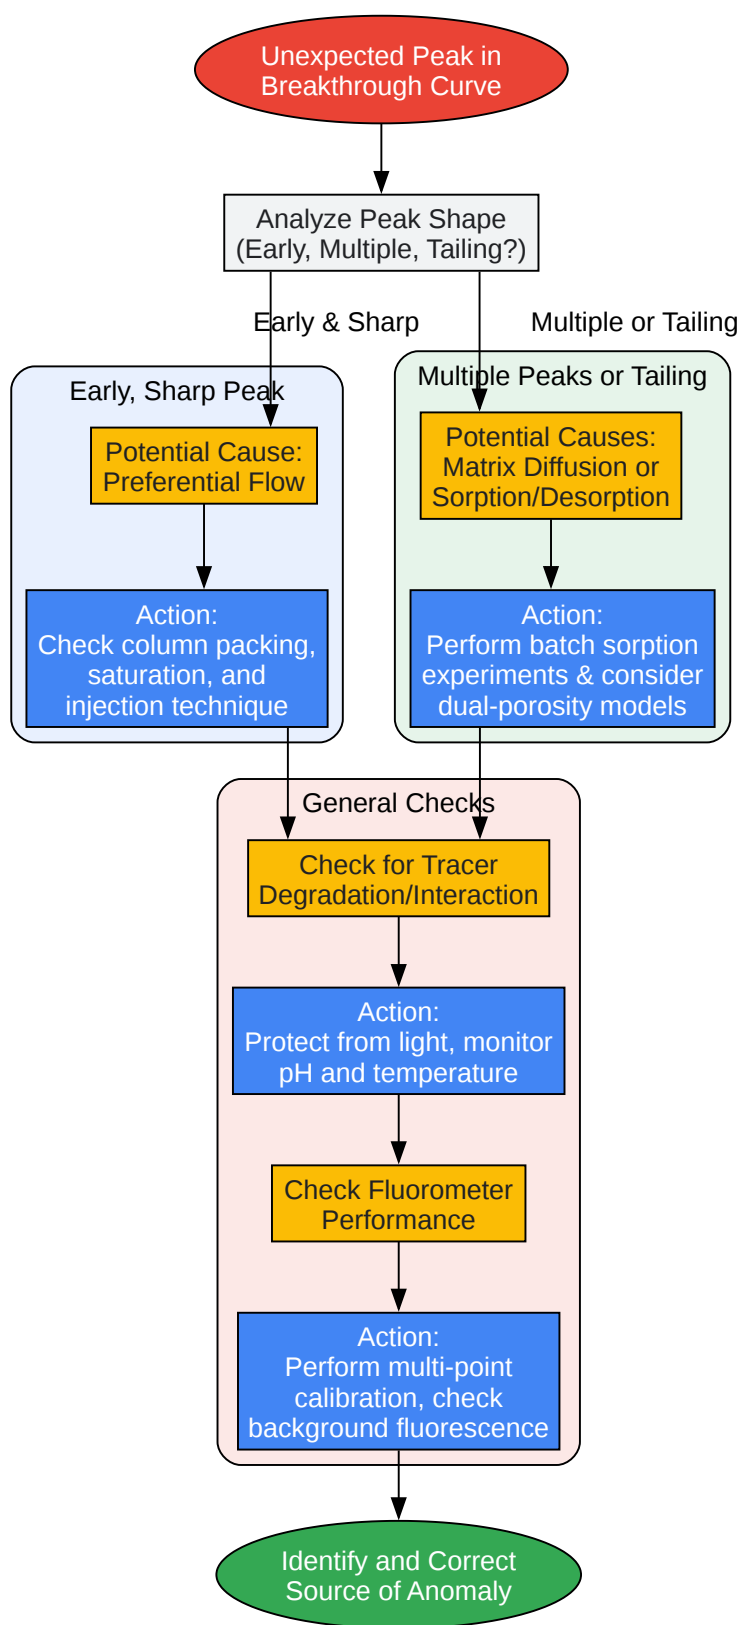 Unexpected Peak in
Breakthrough Curve
Analyze Peak Shape
(Early, Multiple, Tailing?)
Early & Sharp
Multiple or Tailing
Early, Sharp Peak
Potential Cause:
Preferential Flow
Action:
Check column packing,
saturation, and
injection technique
Multiple Peaks or Tailing
Potential Causes:
Matrix Diffusion or
Sorption/Desorption
Action:
Perform batch sorption
experiments & consider
dual-porosity models
General Checks
Check for Tracer
Degradation/Interaction
Action:
Protect from light, monitor
pH and temperature
Check Fluorometer
Performance
Action:
Perform multi-point
calibration, check
background fluorescence
Identify and Correct
Source of Anomaly